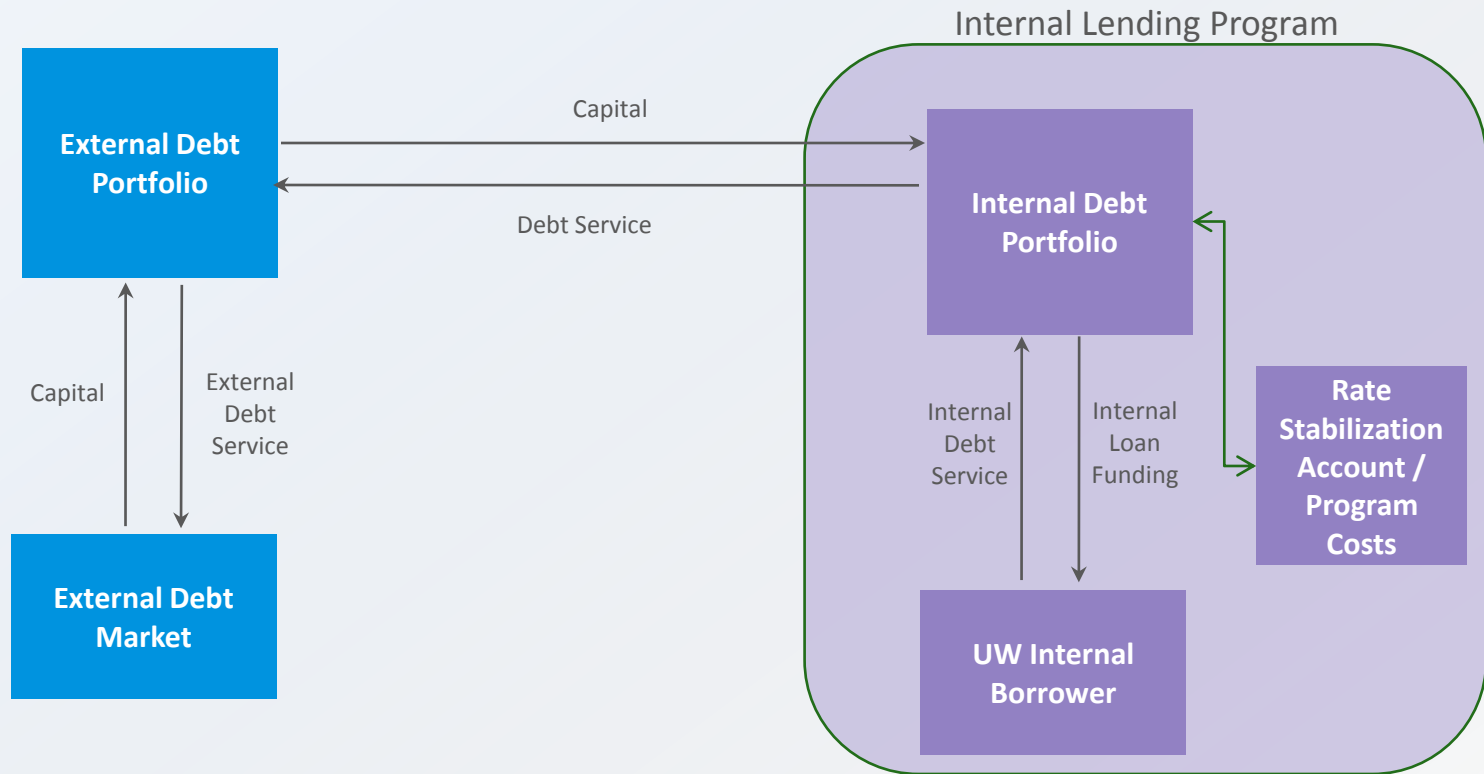 Internal Lending Program
External Debt
Portfolio
Capital
Debt Service
Internal Debt
Portfolio
Capital
External
Debt
Service
Internal
Debt
Service
Internal
Loan
Funding
Rate
Stabilization
Account /
Program
Costs
External Debt
Market
UW Internal
Borrower